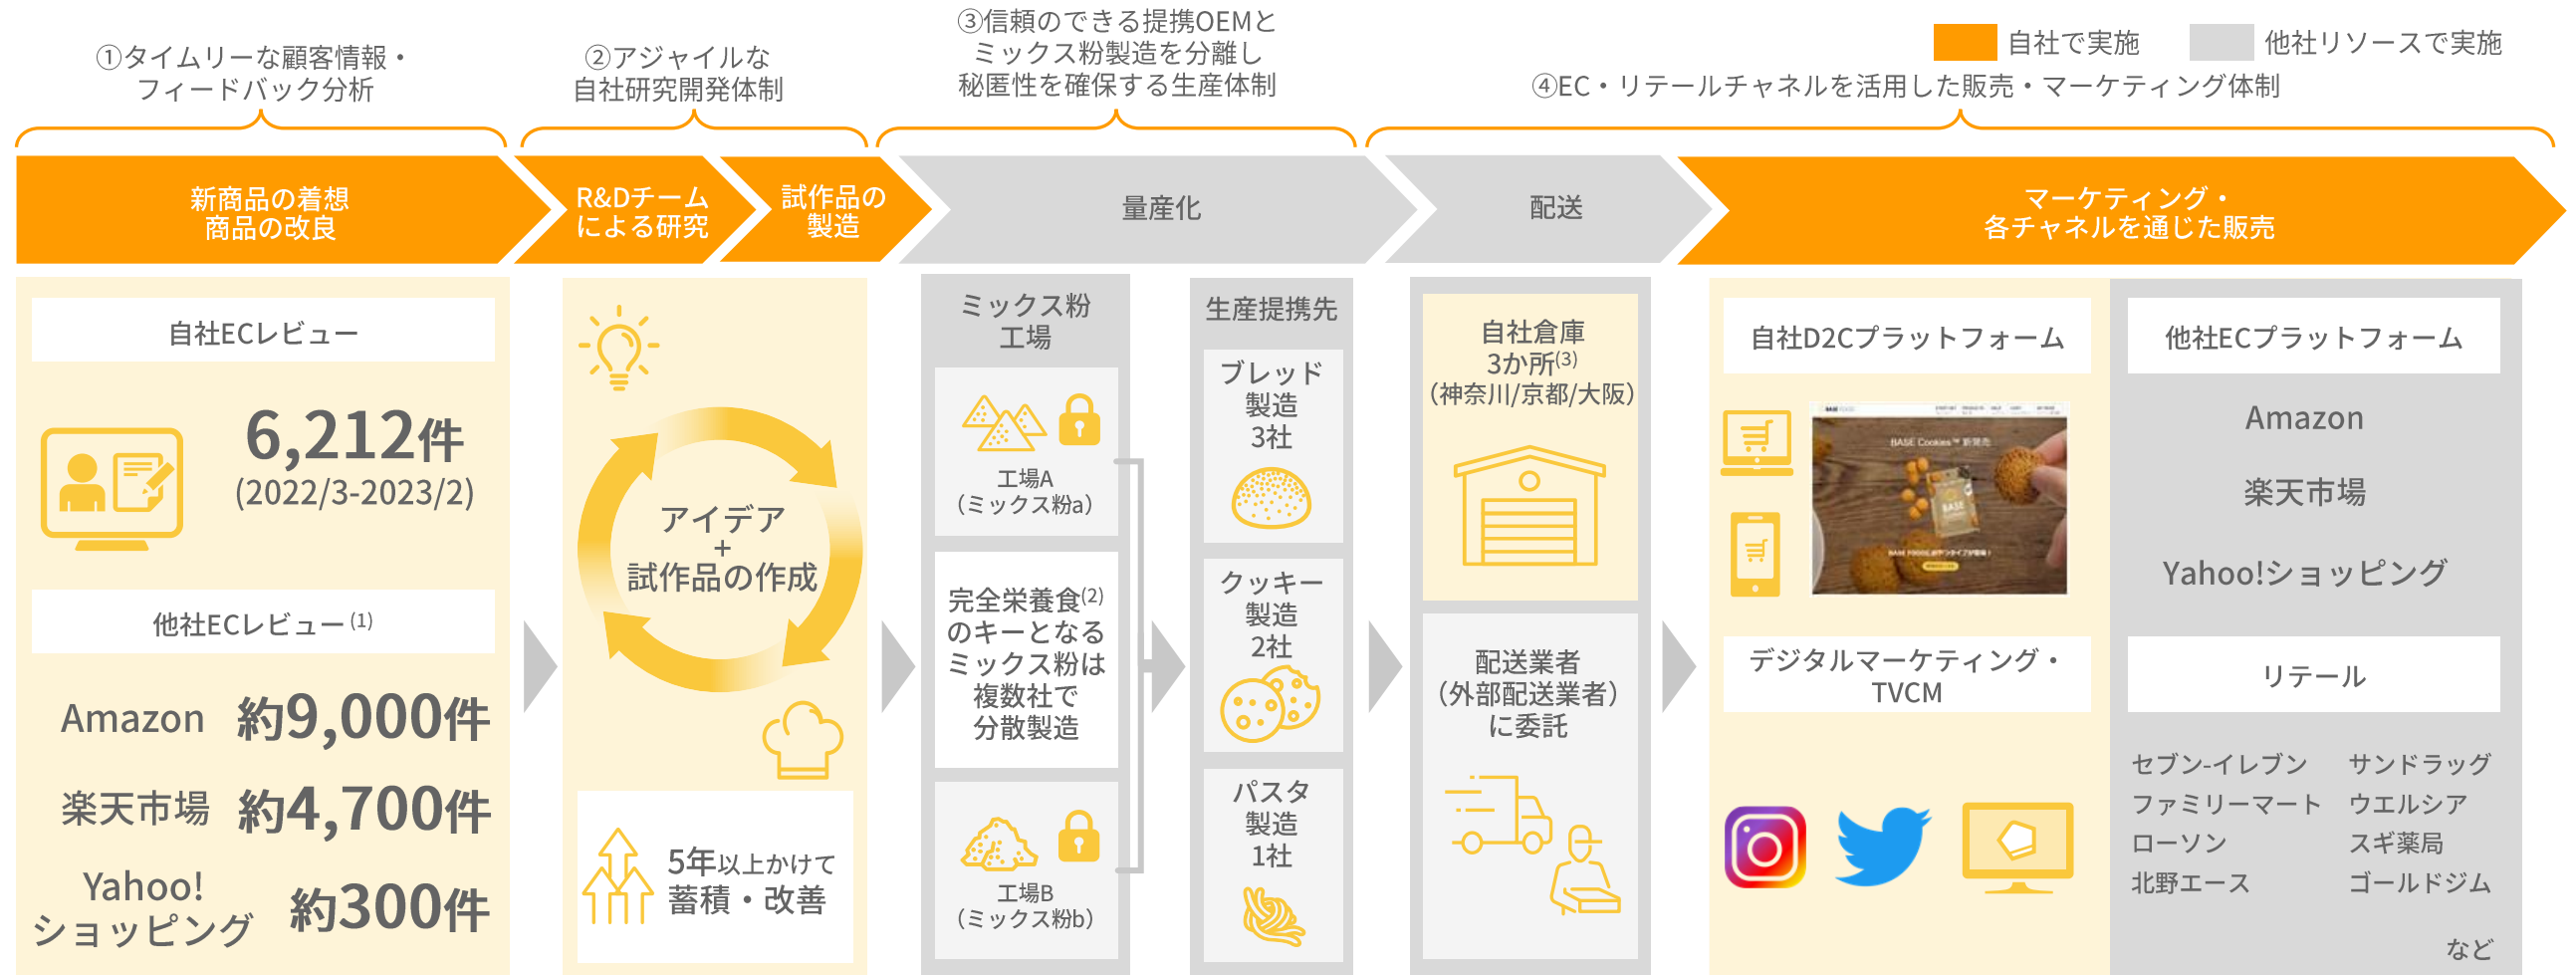 ①タイムリーな顧客情報・
フィードバック分析
②アジャイルな
自社研究開発体制
③信頼のできる提携OEMと
ミックス粉製造を分離し
秘匿性を確保する生産体制
自社で実施
他社リソースで実施
④EC・リテールチャネルを活用した販売・マーケティング体制
新商品の着想
商品の改良
R&Dチーム
による研究
試作品の
製造
量産化
配送
マーケティング・
各チャネルを通じた販売
自社ECレビュー
6,212件
(2022/3-2023/2)
他社ECレビュー(1)
Amazon 約9,000件
楽天市場 約4,700件
Yahoo!
ショッピング
約300件
アイデア
+
試作品の作成
5年以上かけて
蓄積・改善
ミックス粉
工場
工場A
（ミックス粉a）
完全栄養食(2)
のキーとなる
ミックス粉は
複数社で
分散製造
工場B
（ミックス粉b）
生産提携先
ブレッド
製造
3社
クッキー
製造
2社
パスタ
製造
1社
自社倉庫
3か所(3)
（神奈川/京都/大阪）
配送業者
（外部配送業者）
に委託
自社D2Cプラットフォーム
BASE FOOD
BASE Cookies™ 新発売
BASE
デジタルマーケティング・
TVCM
他社ECプラットフォーム
Amazon
楽天市場
Yahoo!ショッピング
リテール
セブン-イレブン サンドラッグ
ファミリーマート ウエルシア
ローソン スギ薬局
北野エース ゴールドジム
など